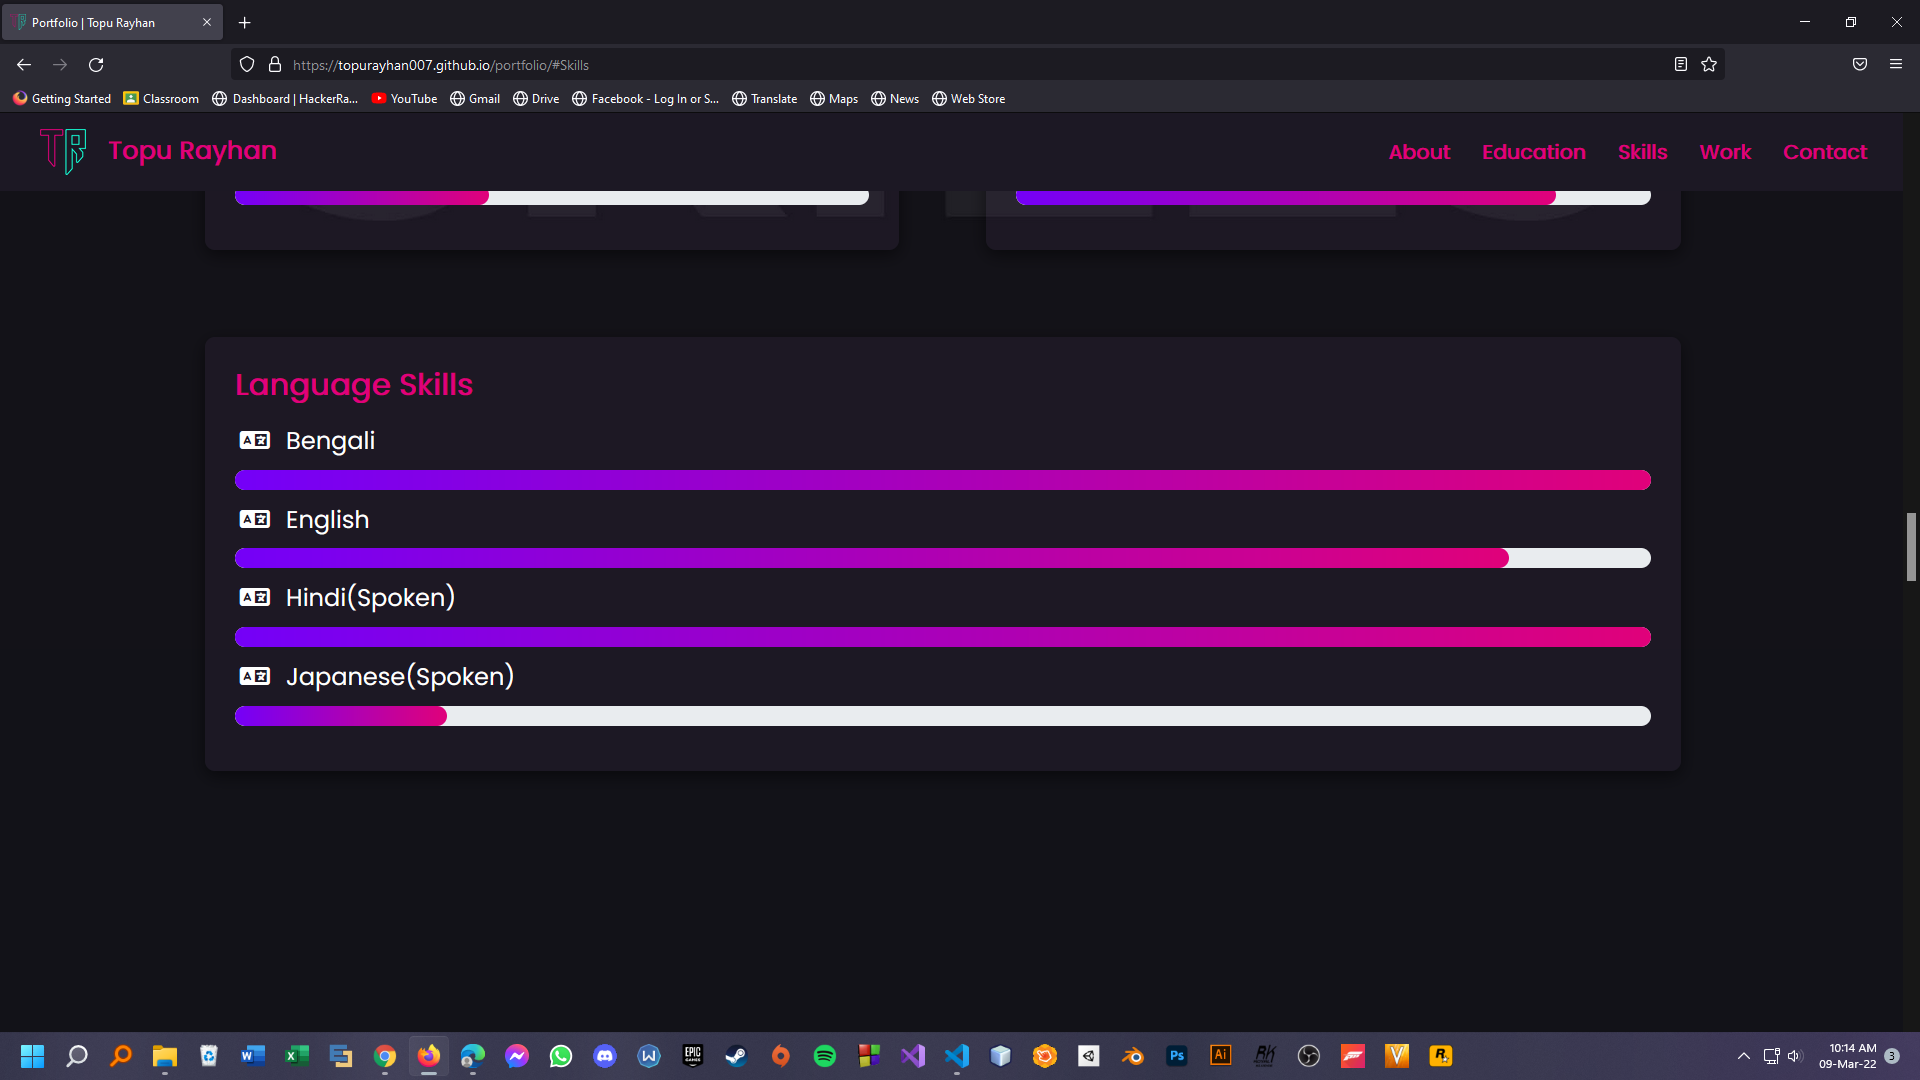 Portfolio | Topu Rayhan
https://topurayhan007.github.io/portfolio/#Skills
Getting Started Classroom Dashboard | HackerRa... YouTube Gmail Drive Facebook - Log In or S... Translate Maps News Web Store
TR Topu Rayhan About Education Skills Work Contact
Language Skills
Bengali
English
Hindi(Spoken)
Japanese(Spoken)
10:14 AM
09-Mar-22 3